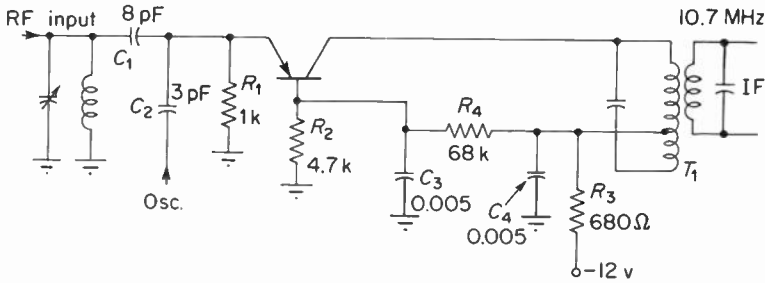 RF input
8 pF
C1
C2
3 pF
Osc.
R1
1k
R2
4.7 k
C3
0.005
R4
68 k
C4
0.005
R3
680Ω
-12 v
T1
10.7 MHz
IF